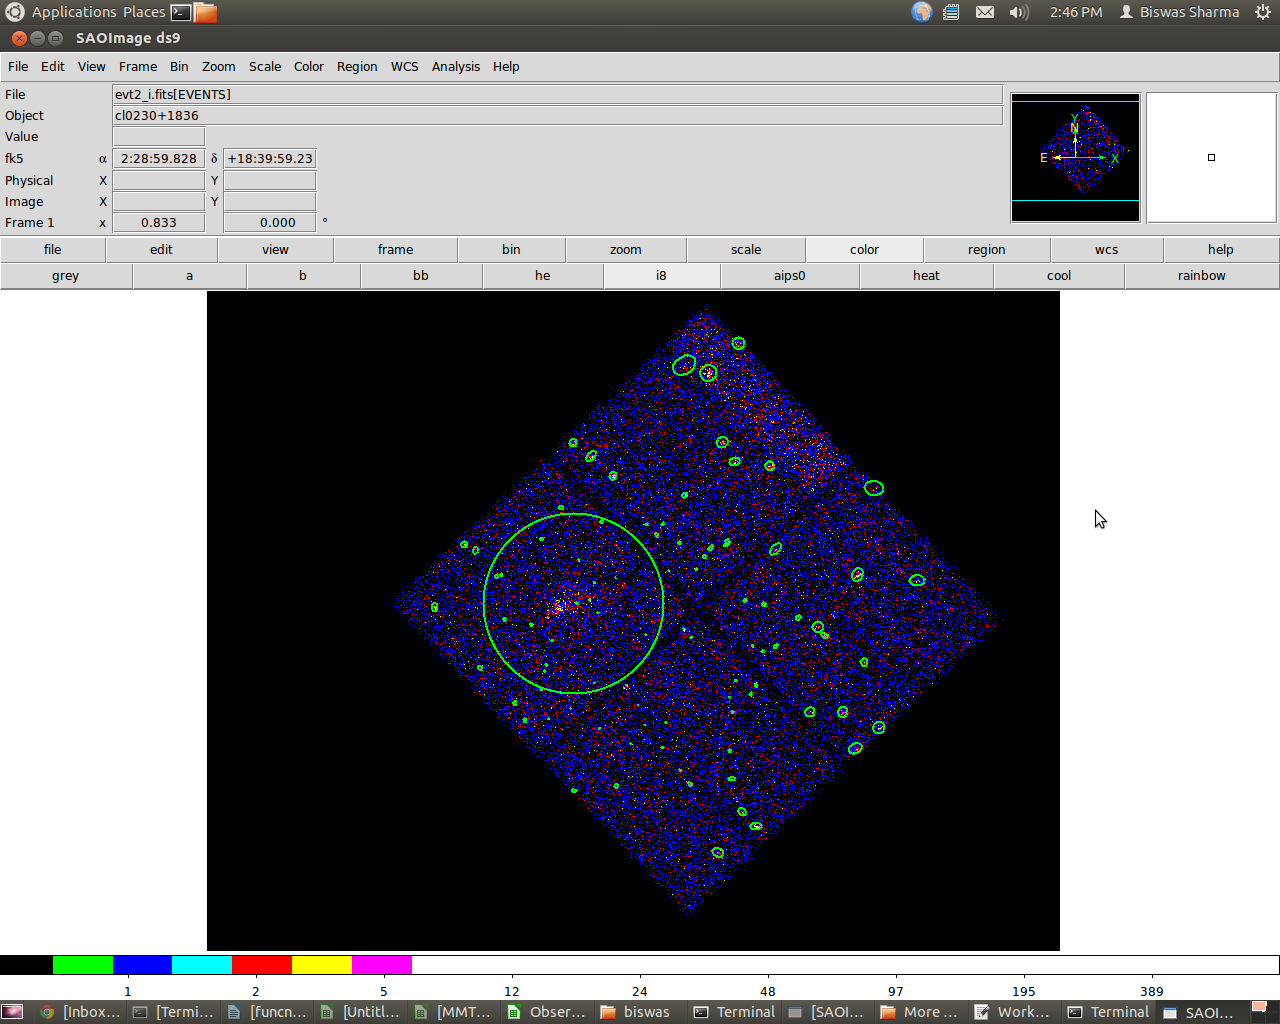 Applications Places 2:46 PM Biswas Sharma
SAOImage ds9
File Edit View Frame Bin Zoom Scale Color Region WCS Analysis Help
File evt2_i.fits[EVENTS]
Object cl0230+1836
Value
fk5 α 2:28:59.828 δ +18:39:59.23
Physical X Y
Image X Y
Frame 1 x 0.833 0.000 °
Y
N
E X
file edit view frame bin zoom scale color region wcs help
grey a b bb he i8 aips0 heat cool rainbow
1 2 5 12 24 48 97 195 389
[Inbox... [Termi... [funcn... [Untitl... [MMT... Obser... biswas Terminal [SAOI... More ... Work... Terminal SAOI...